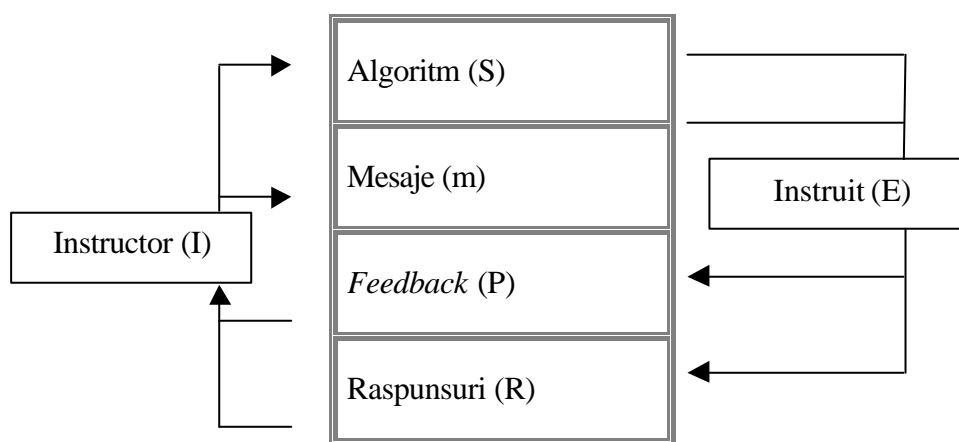 Algoritm (S)
Mesaje (m)
Instruit (E)
Instructor (I)
Feedback (P)
Raspunsuri (R)